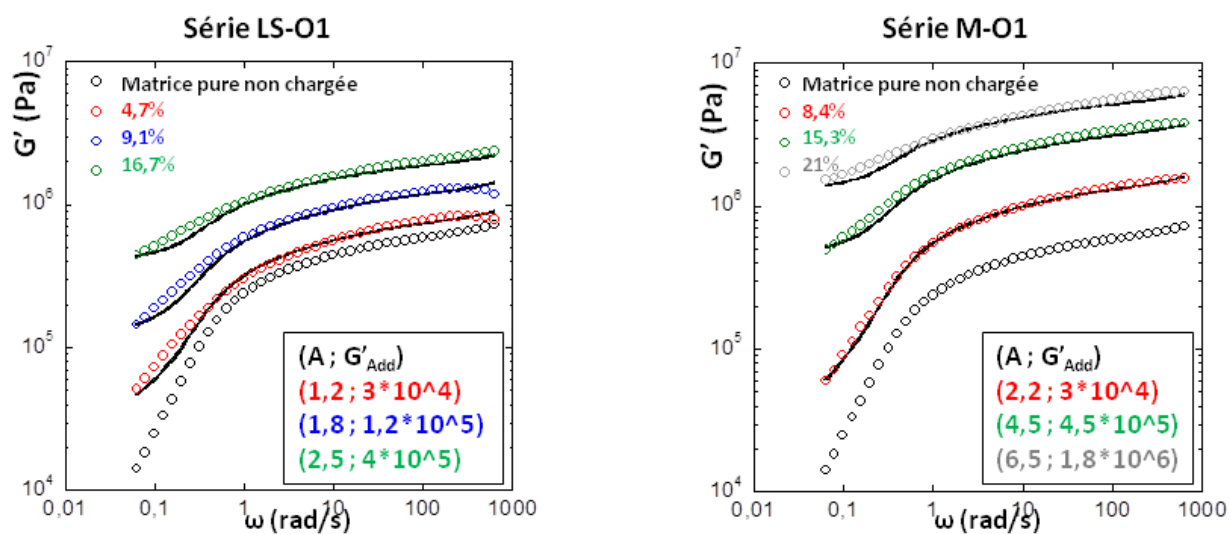 Série LS-O1
10^7
G' (Pa)
Matrice pure non chargée
4,7%
9,1%
16,7%
10^6
10^5
10^4
(A ; G'Add)
(1,2 ; 3*10^4)
(1,8 ; 1,2*10^5)
(2,5 ; 4*10^5)
0,01 0,1 1 10 100 1000
ω (rad/s)
Série M-O1
10^7
G' (Pa)
Matrice pure non chargée
8,4%
15,3%
21%
10^6
10^5
10^4
(A ; G'Add)
(2,2 ; 3*10^4)
(4,5 ; 4,5*10^5)
(6,5 ; 1,8*10^6)
0,01 0,1 1 10 100 1000
ω (rad/s)